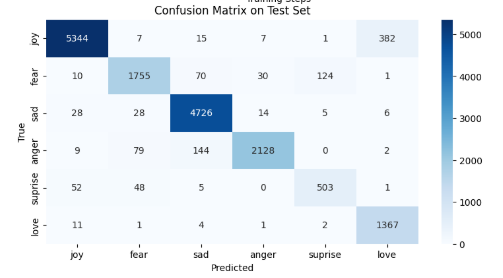 Training Steps
Confusion Matrix on Test Set
joy 5344 7 15 7 1 382
fear 10 1755 70 30 124 1
sad 28 28 4726 14 5 6
anger 9 79 144 2128 0 2
suprise 52 48 5 0 503 1
love 11 1 4 1 2 1367
True
joy fear sad anger suprise love
Predicted
5000
4000
3000
2000
1000
0